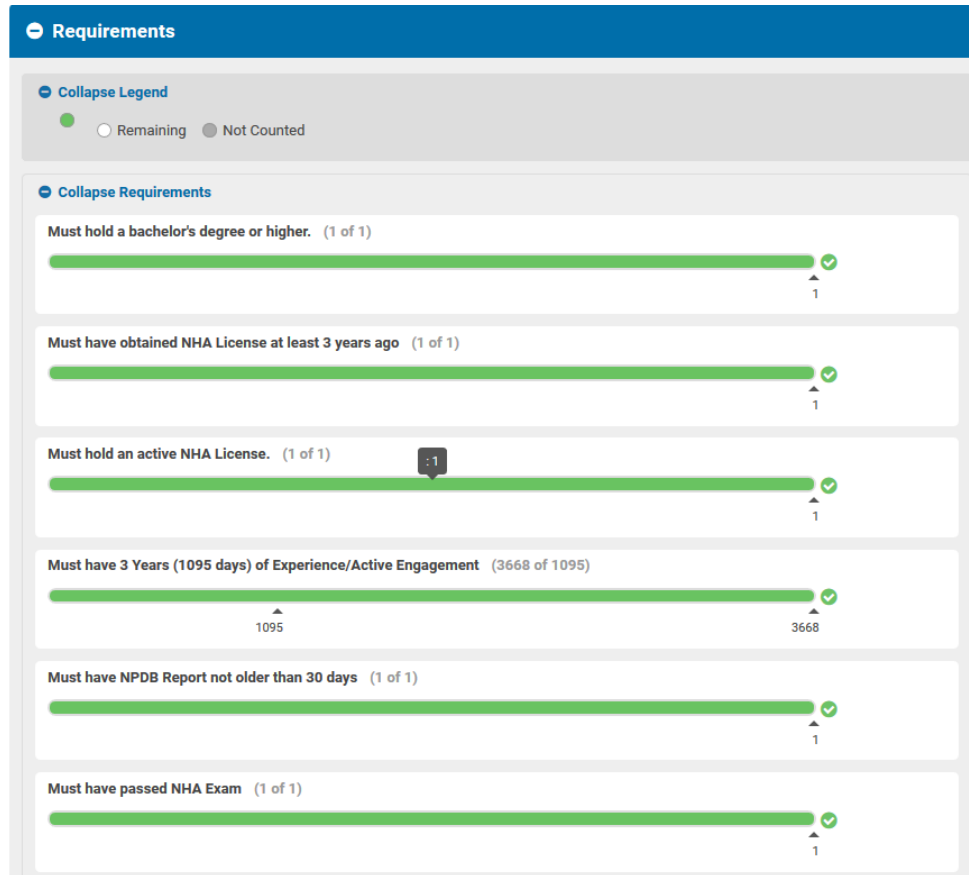 Requirements
Collapse Legend
Remaining Not Counted
Collapse Requirements
Must hold a bachelor's degree or higher. (1 of 1)
1
Must have obtained NHA License at least 3 years ago (1 of 1)
1
Must hold an active NHA License. (1 of 1)
: 1
1
Must have 3 Years (1095 days) of Experience/Active Engagement (3668 of 1095)
1095 3668
Must have NPDB Report not older than 30 days (1 of 1)
1
Must have passed NHA Exam (1 of 1)
1